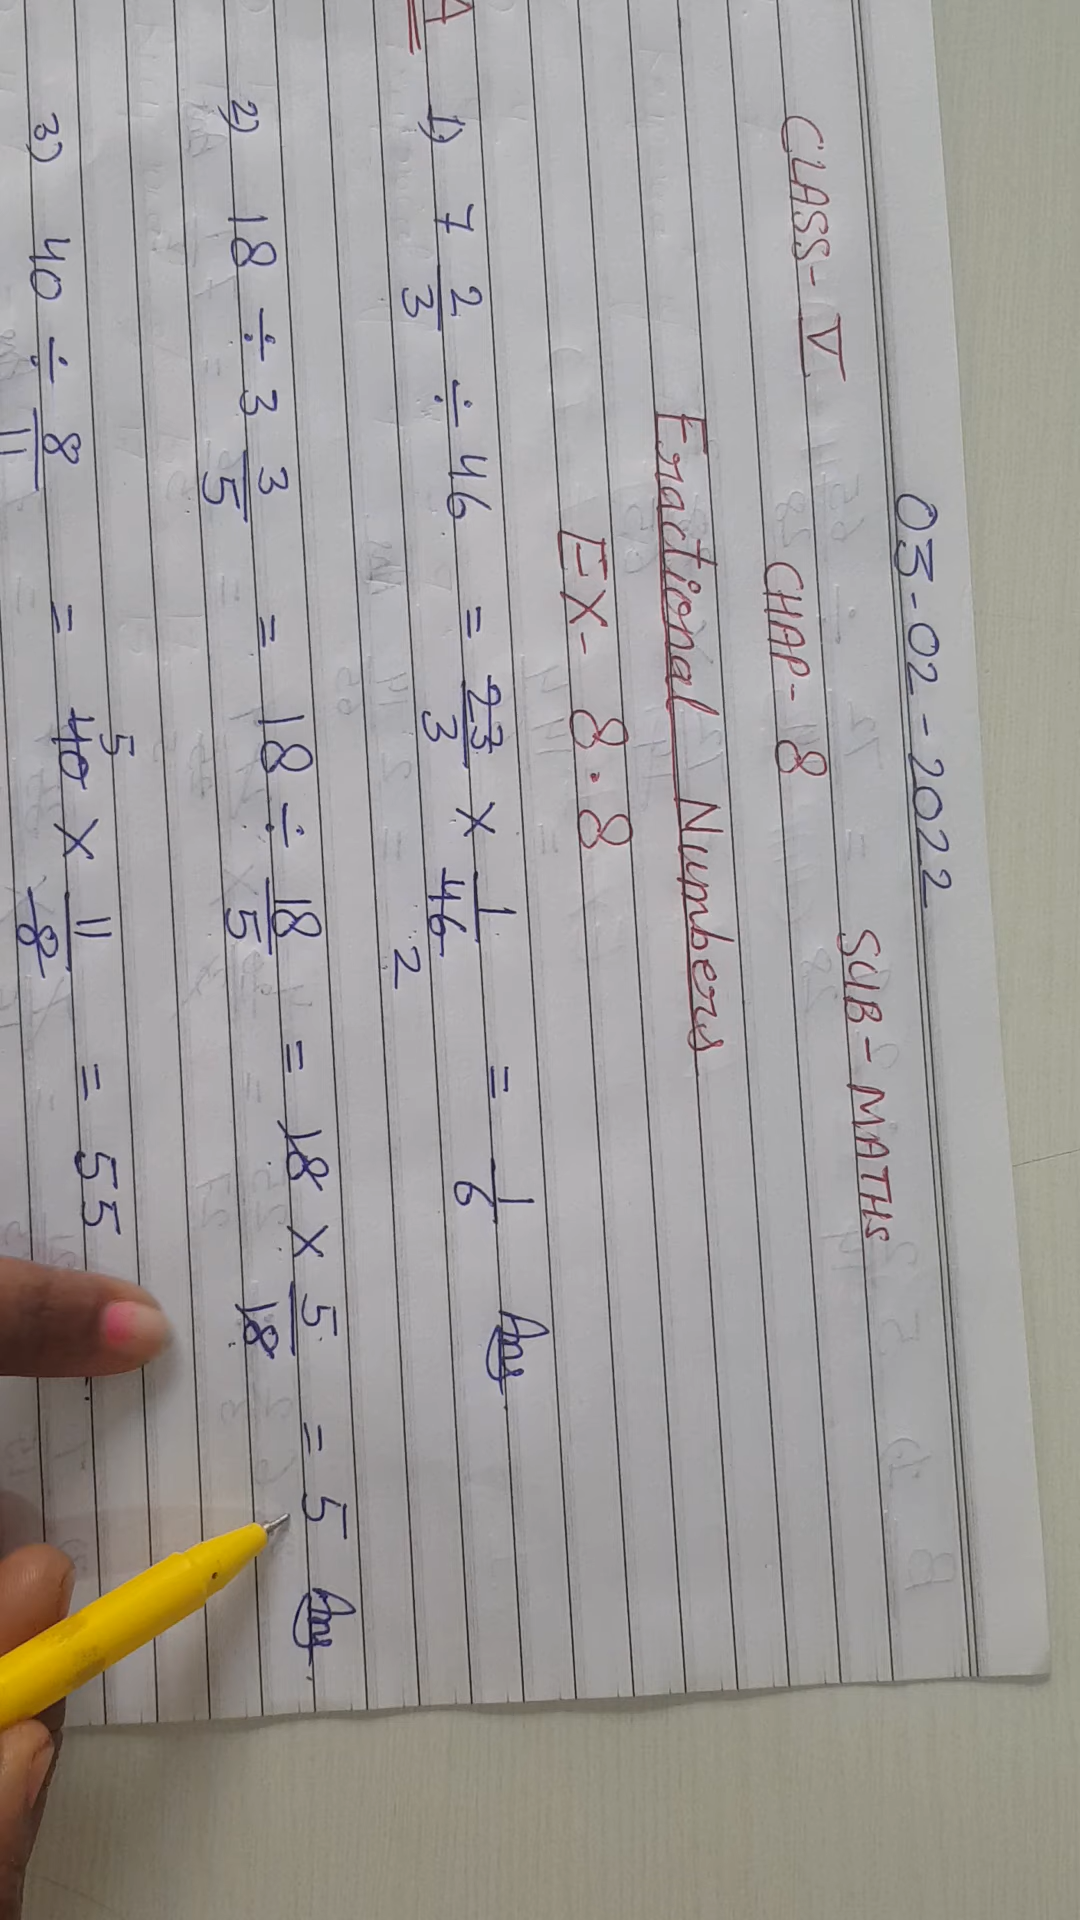 03-02-2022
CLASS-V CHAP-8 SUB-MATHS
Fractional Numbers
EX- 8.8
A 1) 7 2/3 ÷ 46 = 23/3 × 1/46 2 = 1/6 Ans.
2) 18 ÷ 3 3/5 = 18 ÷ 18/5 = 18 × 5/18 = 5 Ans.
3) 40 ÷ 8/11 = 40 5 × 11/8 = 55